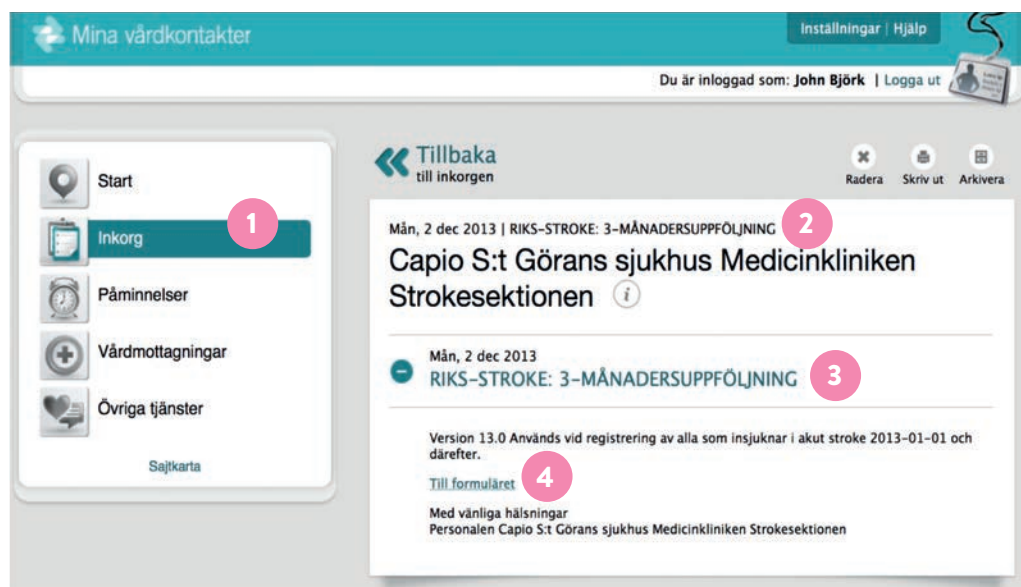 Mina vårdkontakter
Inställningar | Hjälp
Du är inloggad som: John Björk | Logga ut
Start
1
Inkorg
Påminnelser
Vårdmottagningar
Övriga tjänster
Sajtkarta
Tillbaka
till inkorgen
Radera Skriv ut Arkivera
Mån, 2 dec 2013 | RIKS-STROKE: 3-MÅNADERSUPPFÖLJNING 2
Capio S:t Görans sjukhus Medicinkliniken
Strokesektionen i
Mån, 2 dec 2013
RIKS-STROKE: 3-MÅNADERSUPPFÖLJNING 3
Version 13.0 Används vid registrering av alla som insjuknar i akut stroke 2013-01-01 och
därefter.
Till formuläret 4
Med vänliga hälsningar
Personalen Capio S:t Görans sjukhus Medicinkliniken Strokesektionen